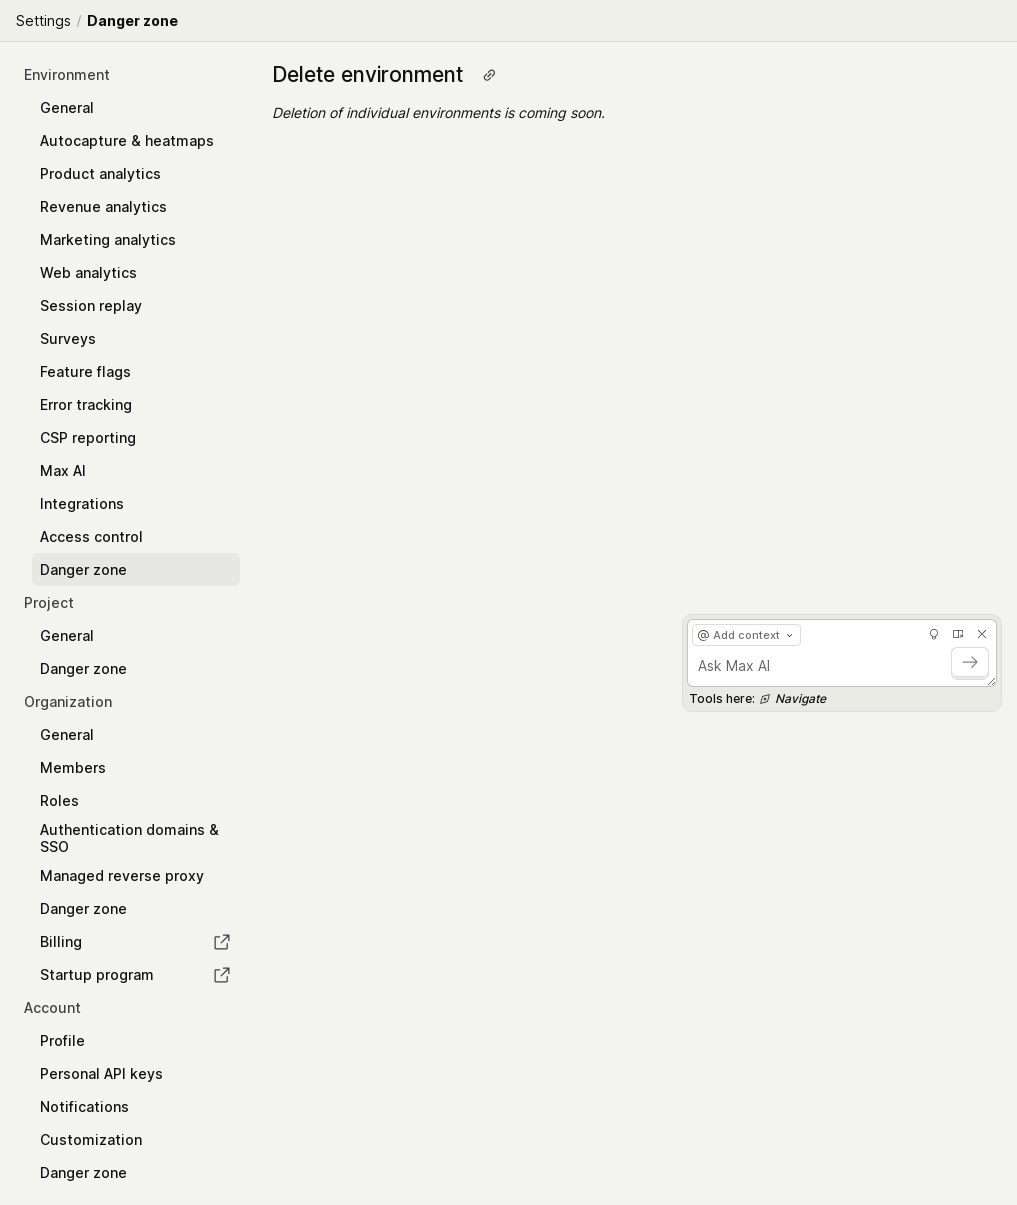 Settings / Danger zone
Environment
General
Autocapture & heatmaps
Product analytics
Revenue analytics
Marketing analytics
Web analytics
Session replay
Surveys
Feature flags
Error tracking
CSP reporting
Max AI
Integrations
Access control
Danger zone
Project
General
Danger zone
Organization
General
Members
Roles
Authentication domains &
SSO
Managed reverse proxy
Danger zone
Billing
Startup program
Account
Profile
Personal API keys
Notifications
Customization
Danger zone
Delete environment
Deletion of individual environments is coming soon.
@ Add context
Ask Max AI
Tools here: Navigate